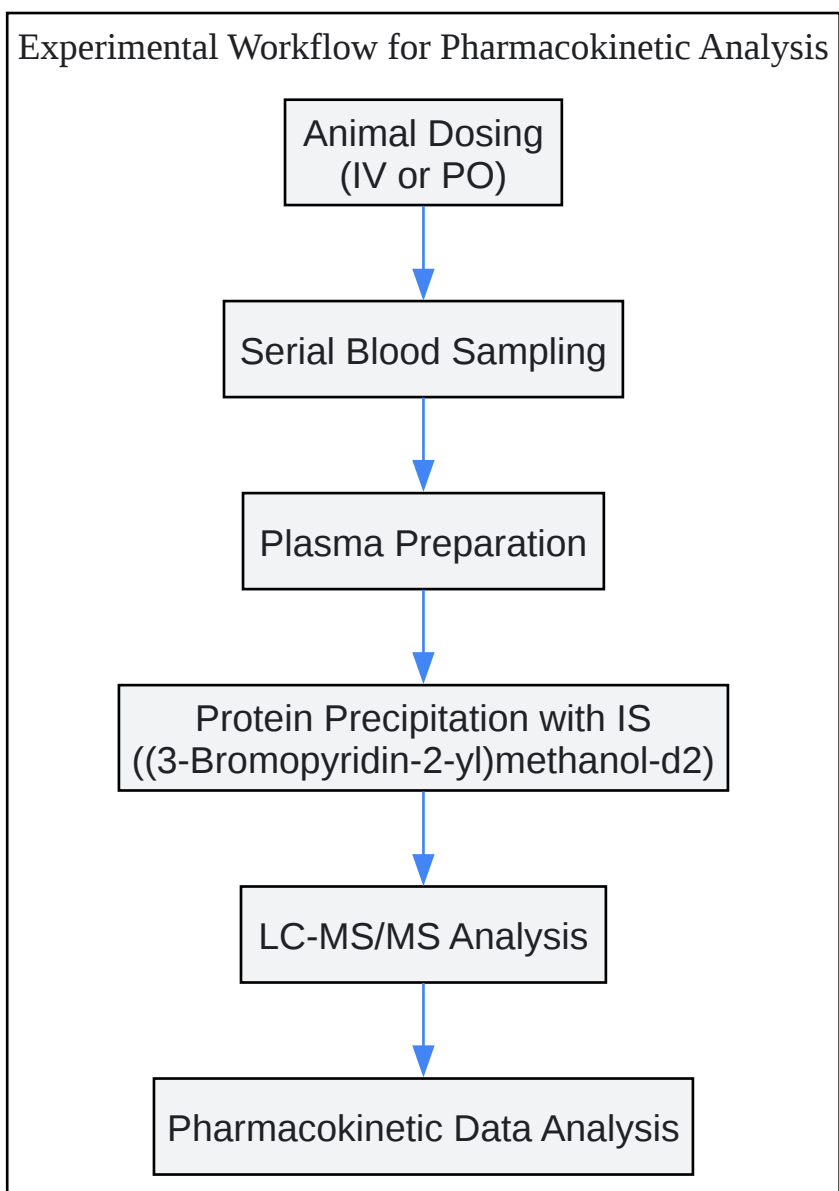 Experimental Workflow for Pharmacokinetic Analysis
Animal Dosing
(IV or PO)
Serial Blood Sampling
Plasma Preparation
Protein Precipitation with IS
((3-Bromopyridin-2-yl)methanol-d2)
LC-MS/MS Analysis
Pharmacokinetic Data Analysis